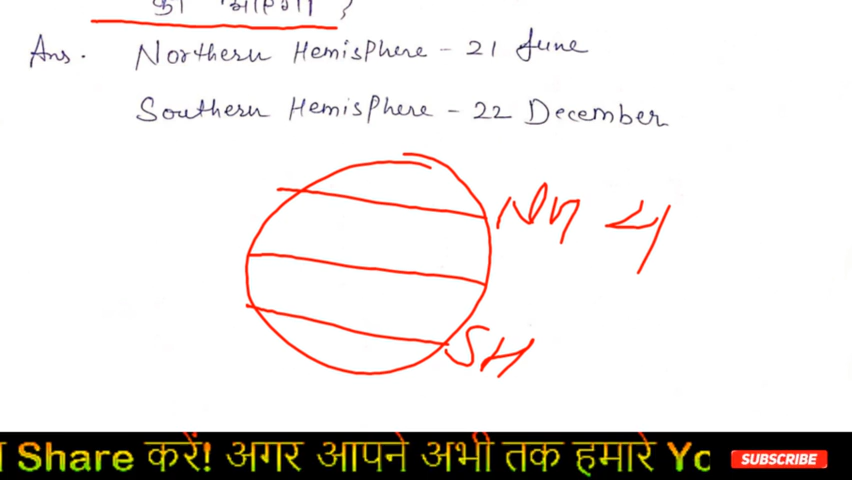 Ans. Northern Hemisphere - 21 June
Southern Hemisphere - 22 December
NH
SH
Share करें! अगर आपने अभी तक हमारे Yo
SUBSCRIBE